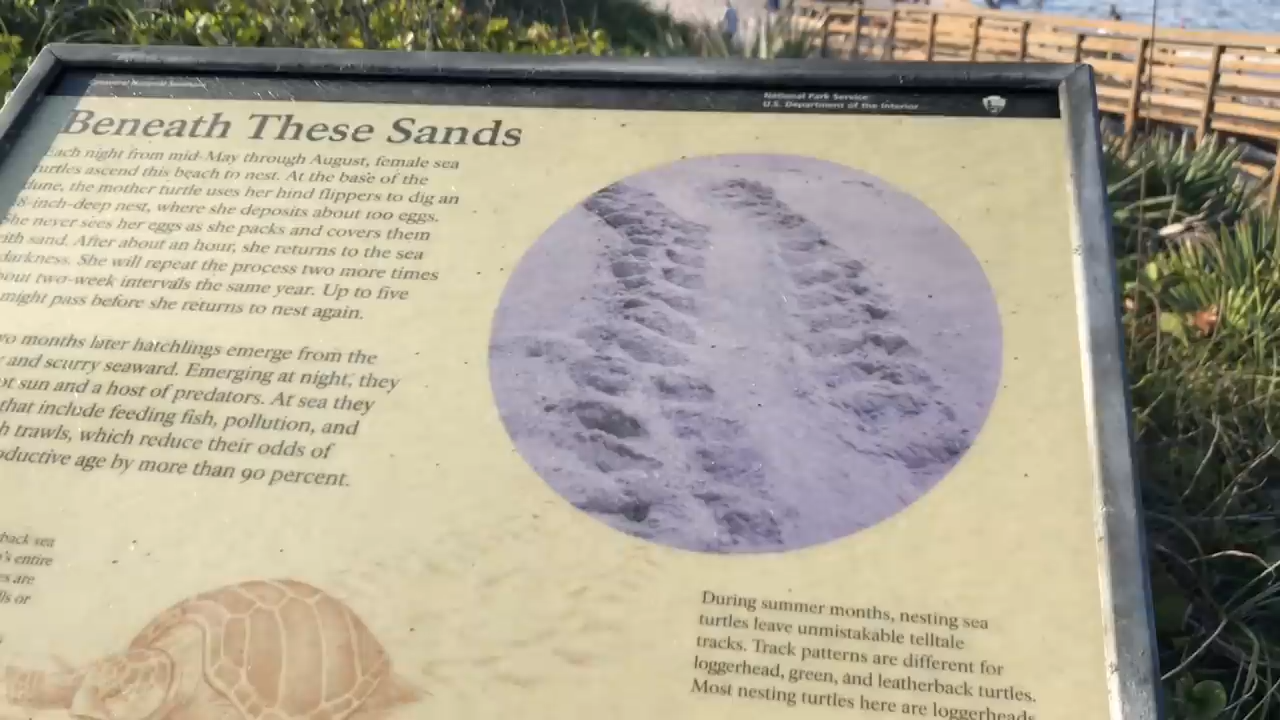 National Park Service
U.S. Department of the Interior
Beneath These Sands
Each night from mid-May through August, female sea
turtles ascend this beach to nest. At the base of the
dune, the mother turtle uses her hind flippers to dig an
8-inch-deep nest, where she deposits about 100 eggs.
She never sees her eggs as she packs and covers them
with sand. After about an hour, she returns to the sea
darkness. She will repeat the process two more times
about two-week intervals the same year. Up to five
might pass before she returns to nest again.
two months later hatchlings emerge from the
and scurry seaward. Emerging at night, they
sun and a host of predators. At sea they
that include feeding fish, pollution, and
trawls, which reduce their odds of
by more than 90 percent.
age
back sea
's entire
are
or
During summer months, nesting sea
turtles leave unmistakable telltale
tracks. Track patterns are different for
loggerhead, green, and leatherback turtles.
Most nesting turtles here are loggerheads